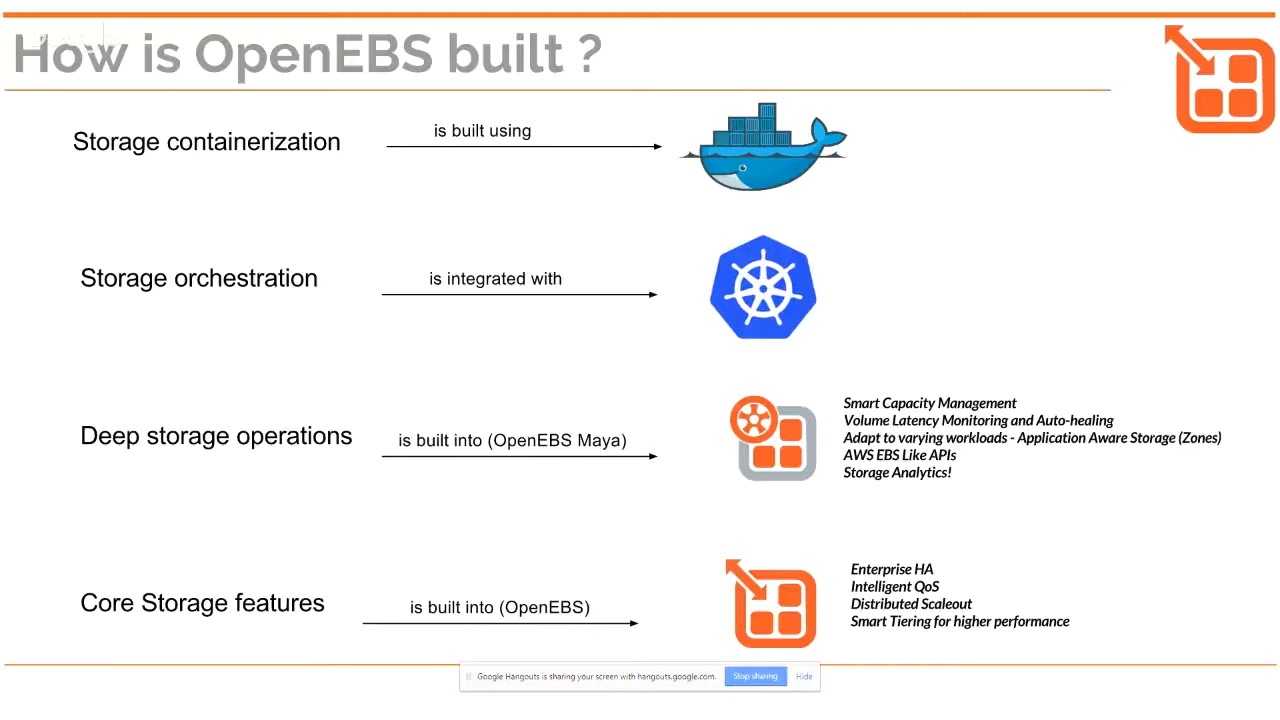 How is OpenEBS built ?
Storage containerization
is built using
Storage orchestration
is integrated with
Deep storage operations
is built into (OpenEBS Maya)
Smart Capacity Management
Volume Latency Monitoring and Auto-healing
Adapt to varying workloads - Application Aware Storage (Zones)
AWS EBS Like APIs
Storage Analytics!
Core Storage features
is built into (OpenEBS)
Enterprise HA
Intelligent QoS
Distributed Scaleout
Smart Tiering for higher performance
Google Hangouts is sharing your screen with hangouts.google.com.
Stop sharing
Hide